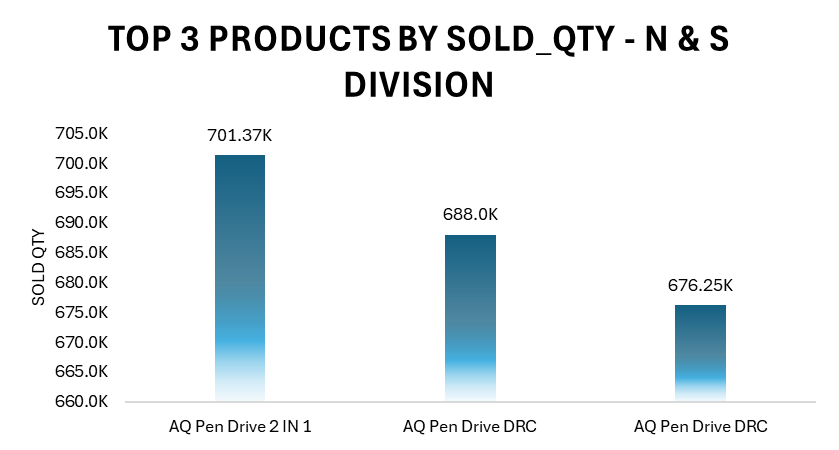 TOP 3 PRODUCTS BY SOLD_QTY - N & S
DIVISION
705.0K
700.0K
695.0K
690.0K
685.0K
680.0K
675.0K
670.0K
665.0K
660.0K
SOLD QTY
701.37K
688.0K
676.25K
AQ Pen Drive 2 IN 1
AQ Pen Drive DRC
AQ Pen Drive DRC